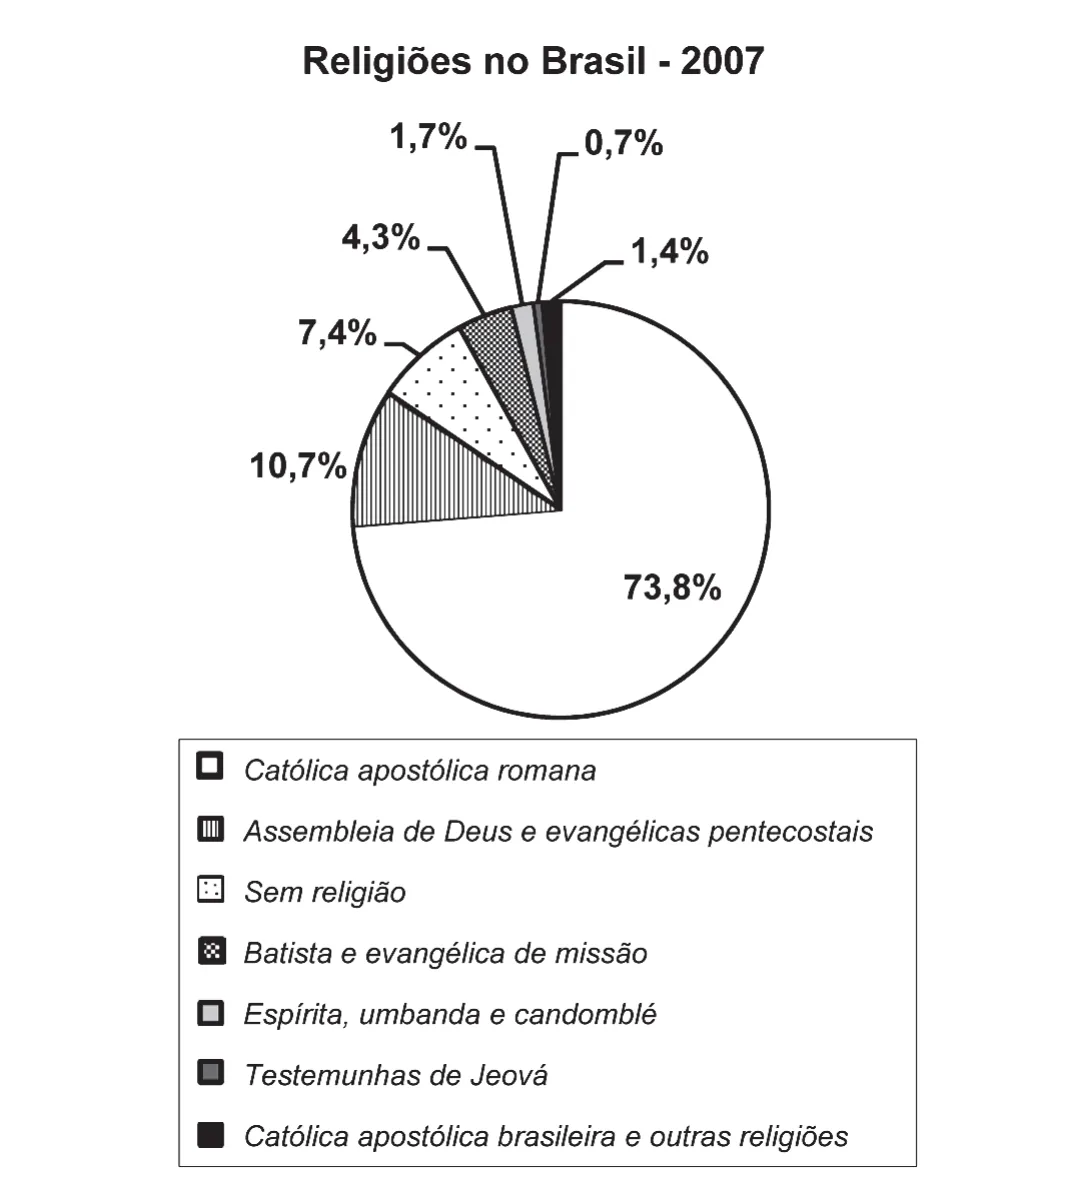 Religiões no Brasil - 2007
1,7%
0,7%
4,3%
1,4%
7,4%
10,7%
73,8%
Católica apostólica romana
Assembleia de Deus e evangélicas pentecostais
Sem religião
Batista e evangélica de missão
Espírita, umbanda e candomblé
Testemunhas de Jeová
Católica apostólica brasileira e outras religiões